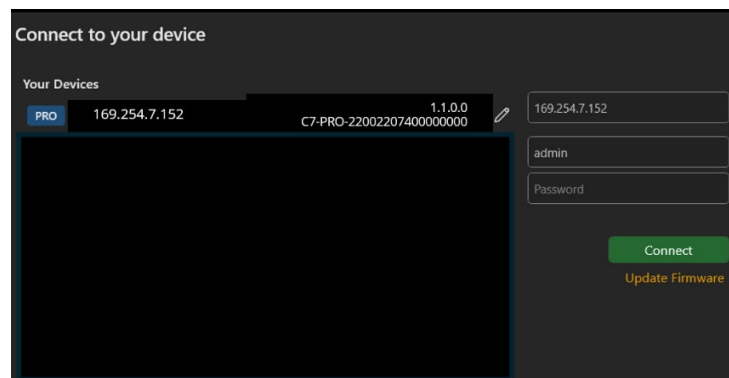 Connect to your device
Your Devices
PRO 169.254.7.152 1.1.0.0
C7-PRO-22002207400000000
169.254.7.152
admin
Password
Connect
Update Firmware